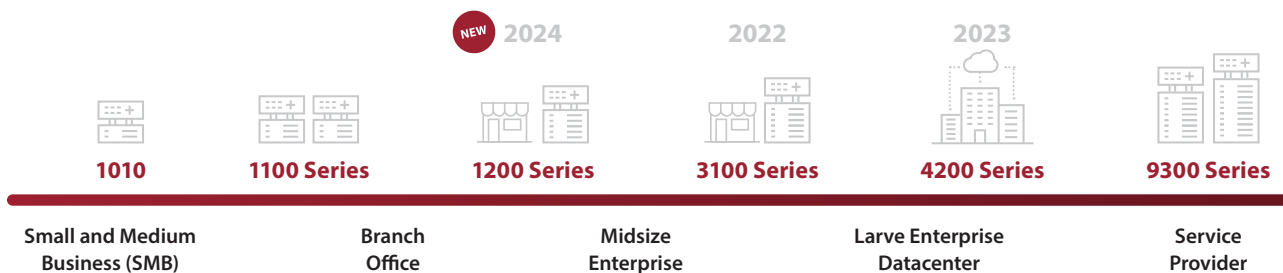 NEW 2024 2022 2023
1010 1100 Series 1200 Series 3100 Series 4200 Series 9300 Series
Small and Medium Branch Midsize Larve Enterprise Service
Business (SMB) Office Enterprise Datacenter Provider